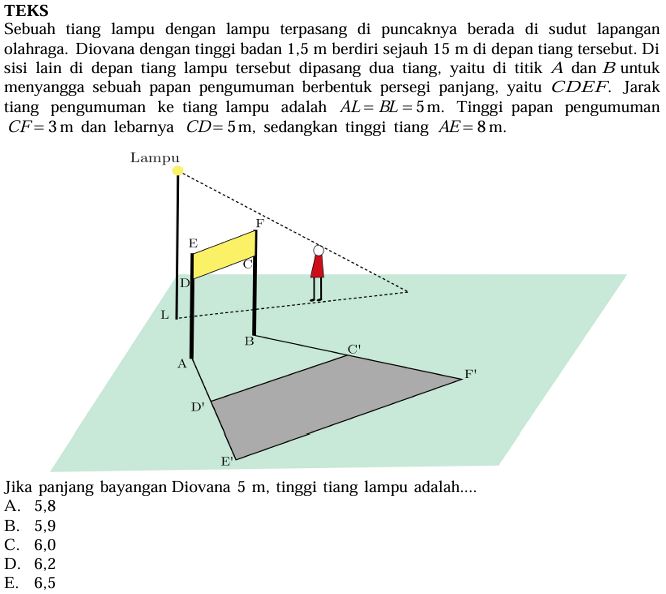 TEKS
Sebuah tiang lampu dengan lampu terpasang di puncaknya berada di sudut lapangan
olahraga. Diovana dengan tinggi badan 1,5 m berdiri sejauh 15 m di depan tiang tersebut. Di
sisi lain di depan tiang lampu tersebut dipasang dua tiang, yaitu di titik A dan B untuk
menyangga sebuah papan pengumuman berbentuk persegi panjang, yaitu CDEF. Jarak
tiang pengumuman ke tiang lampu adalah AL = BL = 5 m. Tinggi papan pengumuman
CF = 3 m dan lebarnya CD = 5 m, sedangkan tinggi tiang AE = 8 m.
Lampu
F
E
C
D
L
B
A
C'
F'
D'
E'
Jika panjang bayangan Diovana 5 m, tinggi tiang lampu adalah....
A. 5,8
B. 5,9
C. 6,0
D. 6,2
E. 6,5